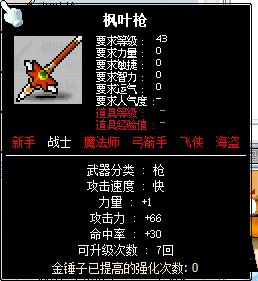 枫叶枪
要求等级 : 43
要求力量 : 0
要求敏捷 : 0
要求智力 : 0
要求运气 : 0
要求人气度 : -
道具等级 : -
道具经验值 : -
新手 战士 魔法师 弓箭手 飞侠 海盗
武器分类 : 枪
攻击速度 : 快
力量 : +1
攻击力 : +66
命中率 : +30
可升级次数 : 7回
金锤子已提高的强化次数: 0